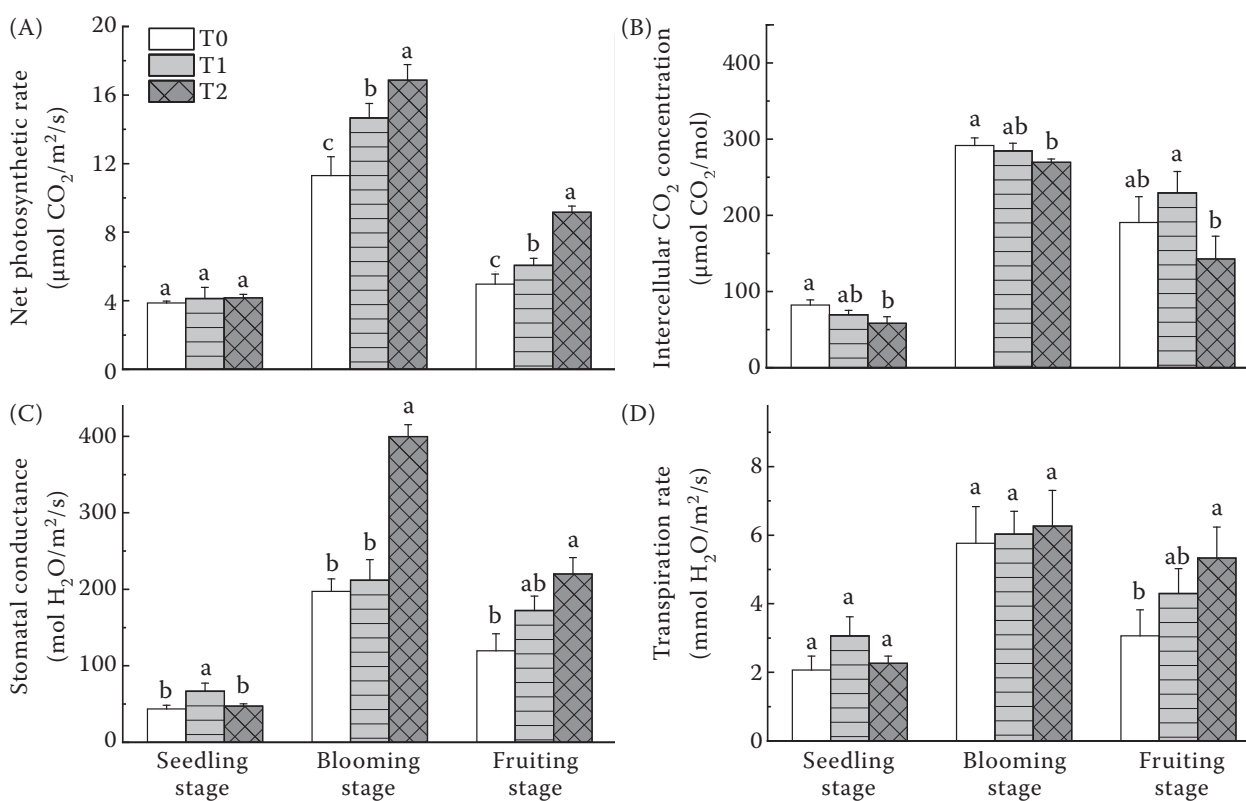 (A)
Net photosynthetic rate
(μmol CO₂/m²/s)
20
16
12
8
4
0
T0
T1
T2
a
a
a
c
b
a
c
b
a
(B)
Intercellular CO₂ concentration
(μmol CO₂/mol)
400
300
200
100
0
a
ab
b
a
ab
b
ab
a
b
(C)
Stomatal conductance
(mol H₂O/m²/s)
400
300
200
100
0
b
a
b
b
b
a
b
ab
a
Seedling
stage
Blooming
stage
Fruiting
stage
(D)
Transpiration rate
(mmol H₂O/m²/s)
8
6
4
2
0
a
a
a
a
a
a
b
ab
a
Seedling
stage
Blooming
stage
Fruiting
stage